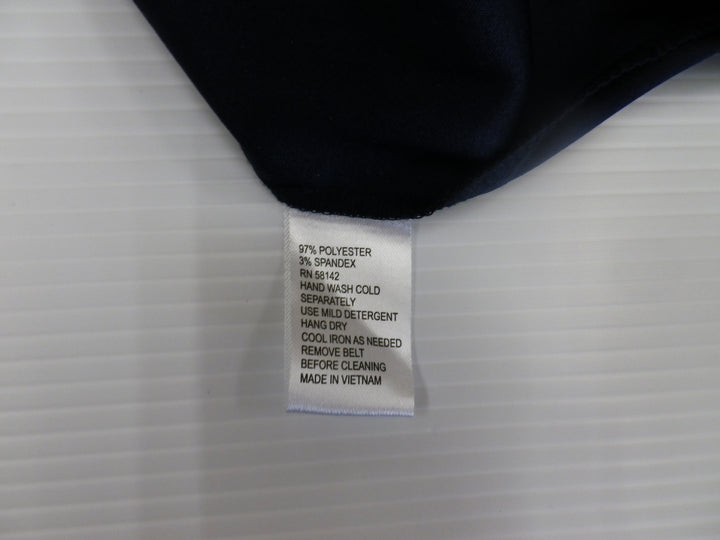 97% POLYESTER
3% SPANDEX
RN 58142
HAND WASH COLD
SEPARATELY
USE MILD DETERGENT
HANG DRY
COOL IRON AS NEEDED
REMOVE BELT
BEFORE CLEANING
MADE IN VIETNAM